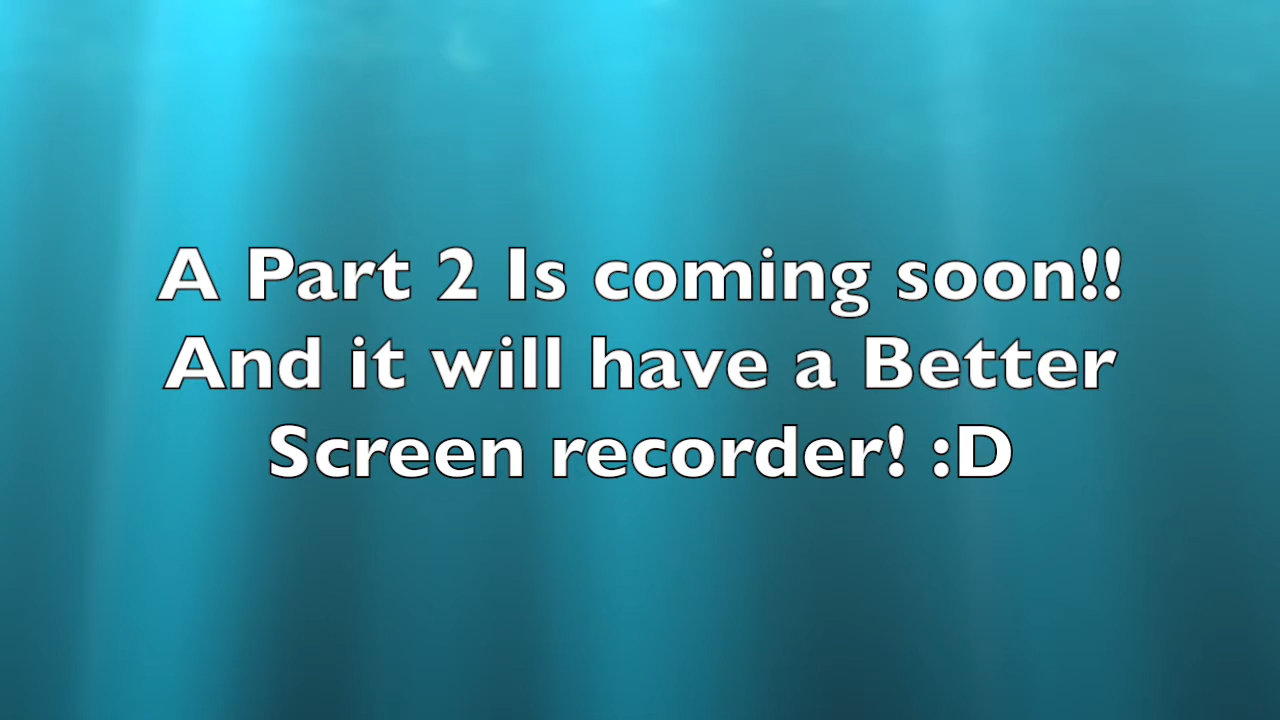 A Part 2 Is coming soon!!
And it will have a Better
Screen recorder! :D